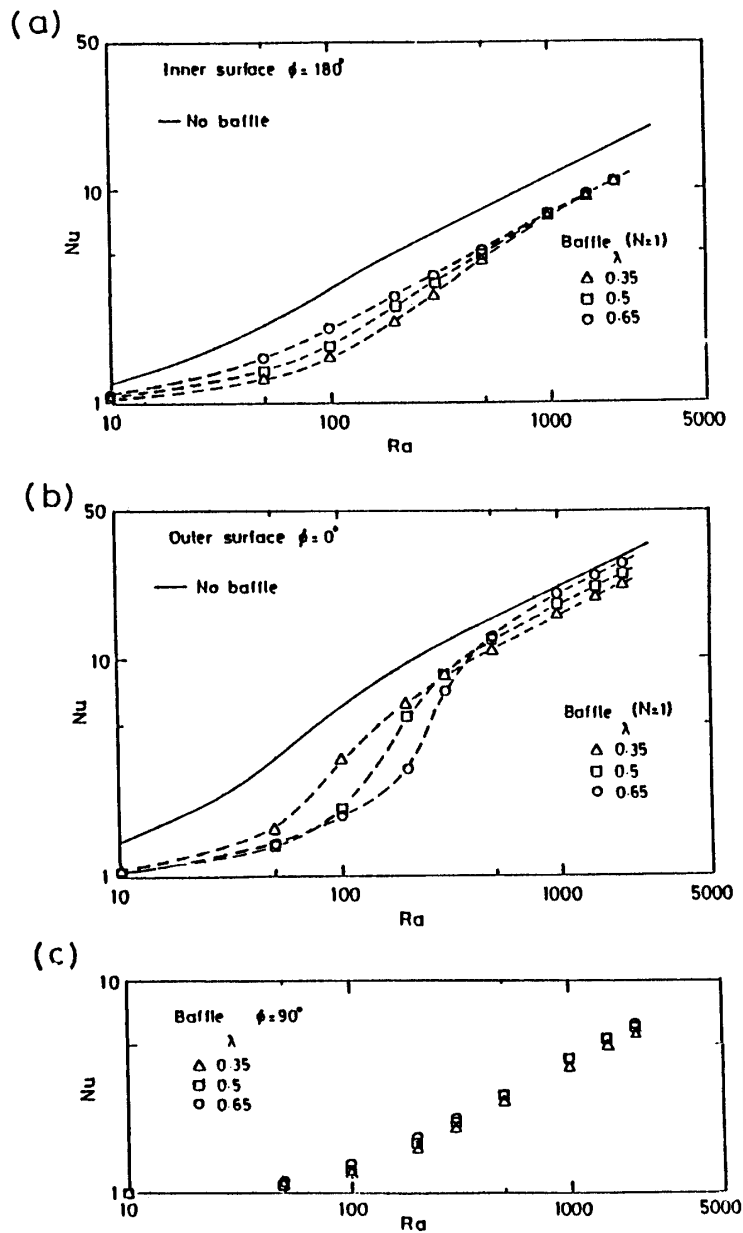 (a)
50
Inner surface ϕ = 180°
— No baffle
10
Nu
Baffle (N=1)
λ
△ 0.35
□ 0.5
○ 0.65
1
10 100 1000 5000
Ra
(b)
50
Outer surface ϕ = 0°
— No baffle
10
Nu
Baffle (N=1)
λ
△ 0.35
□ 0.5
○ 0.65
1
10 100 1000 5000
Ra
(c)
10
Baffle ϕ = 90°
λ
△ 0.35
□ 0.5
○ 0.65
Nu
1
10 100 1000 5000
Ra